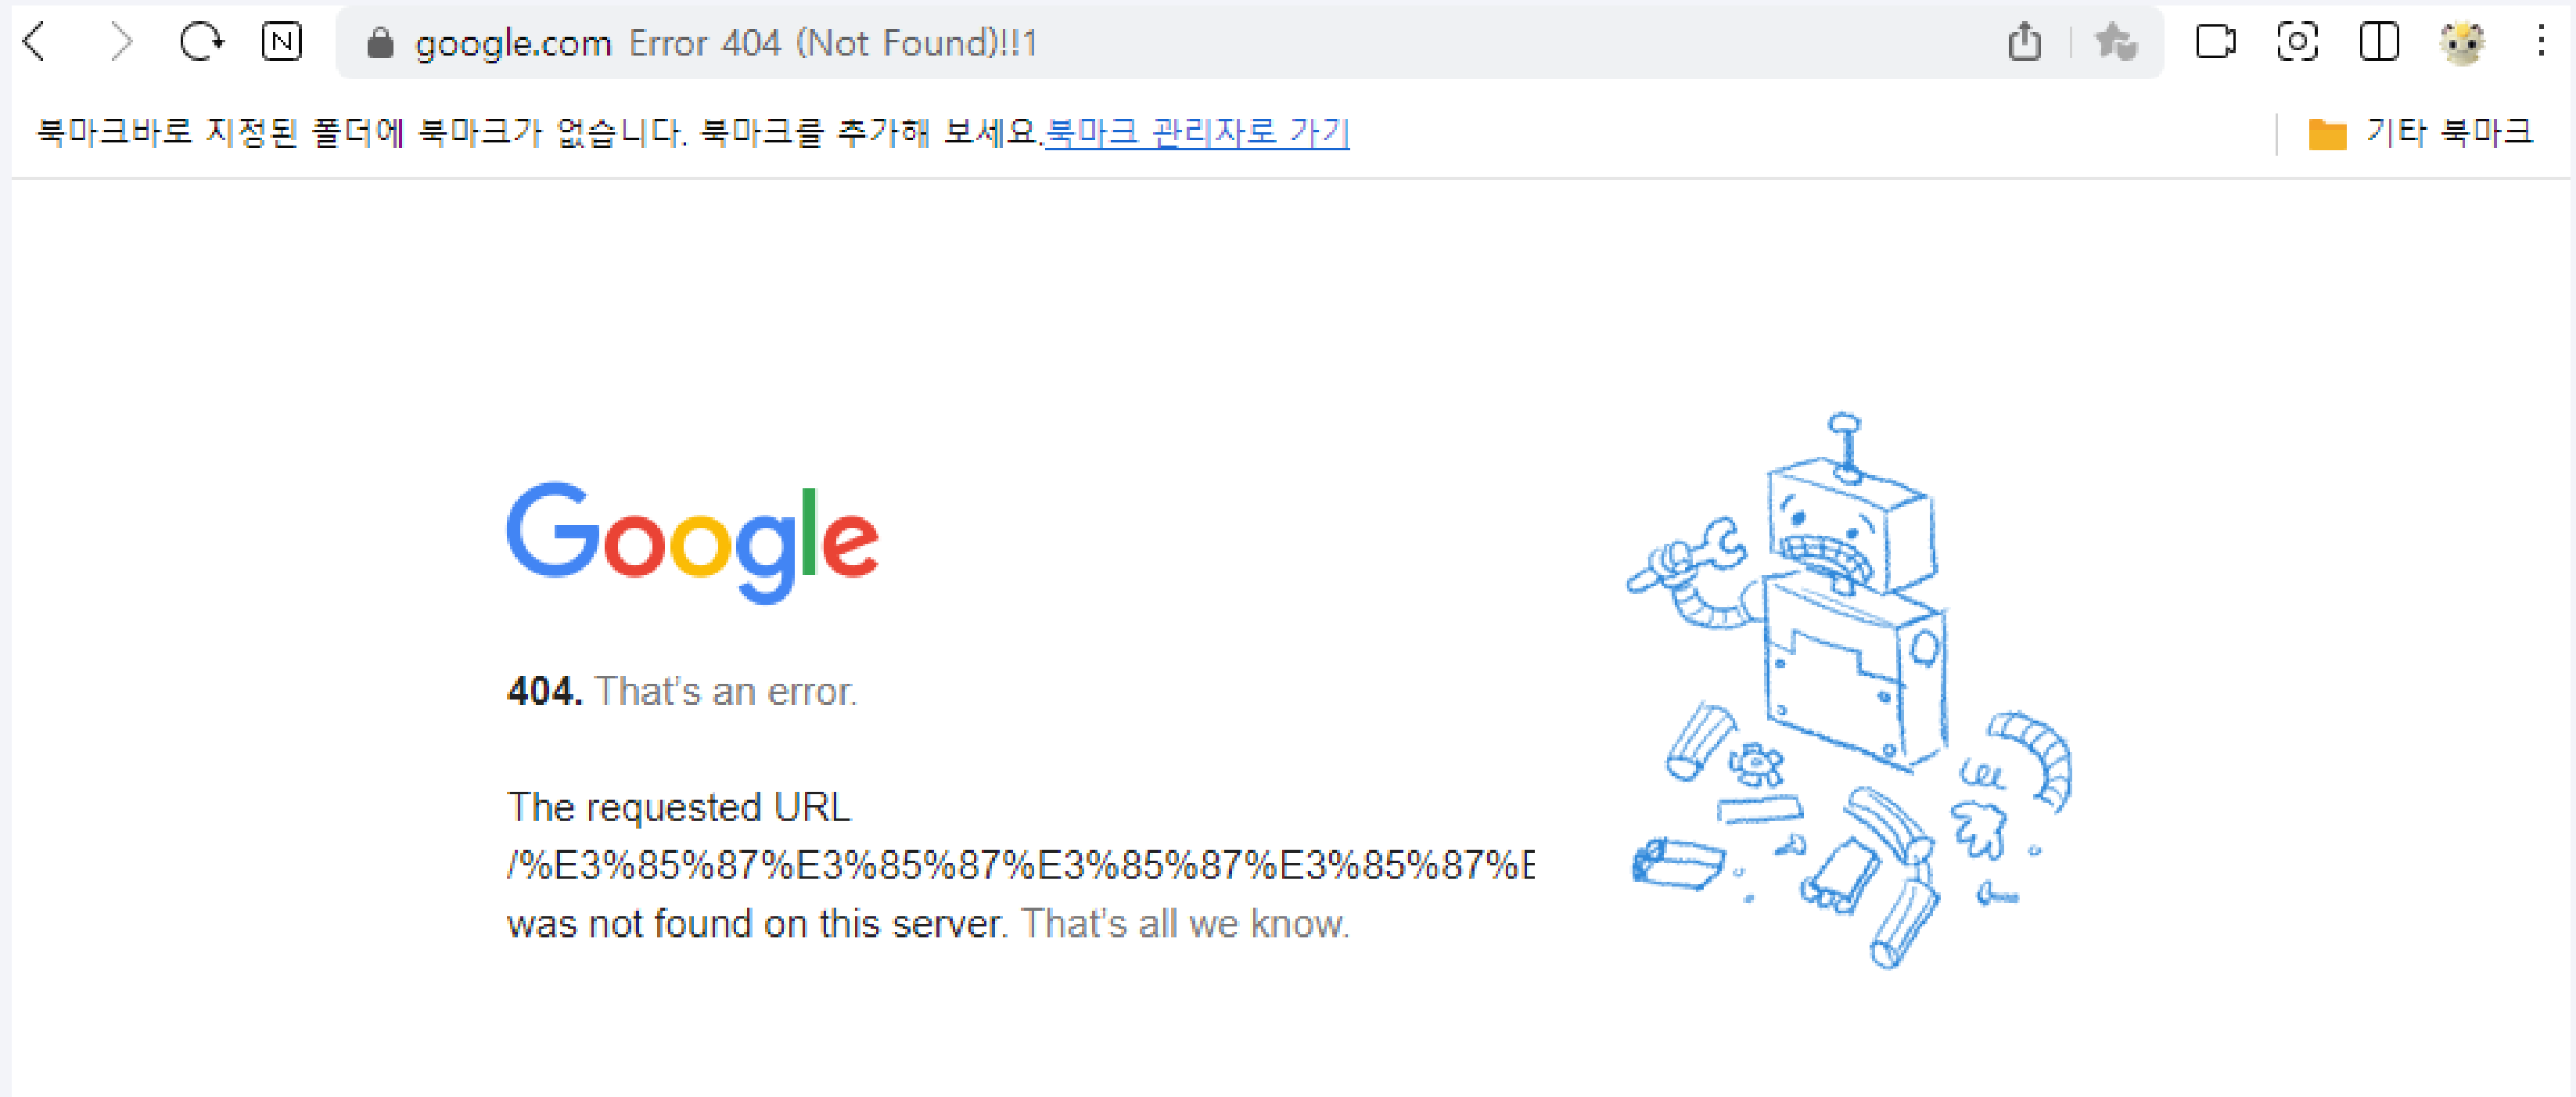 N google.com Error 404 (Not Found)!!1
북마크바로 지정된 폴더에 북마크가 없습니다. 북마크를 추가해 보세요.북마크 관리자로 가기 기타 북마크
Google
404. That's an error.
The requested URL
/%E3%85%87%E3%85%87%E3%85%87%E3%85%87%E
was not found on this server. That's all we know.